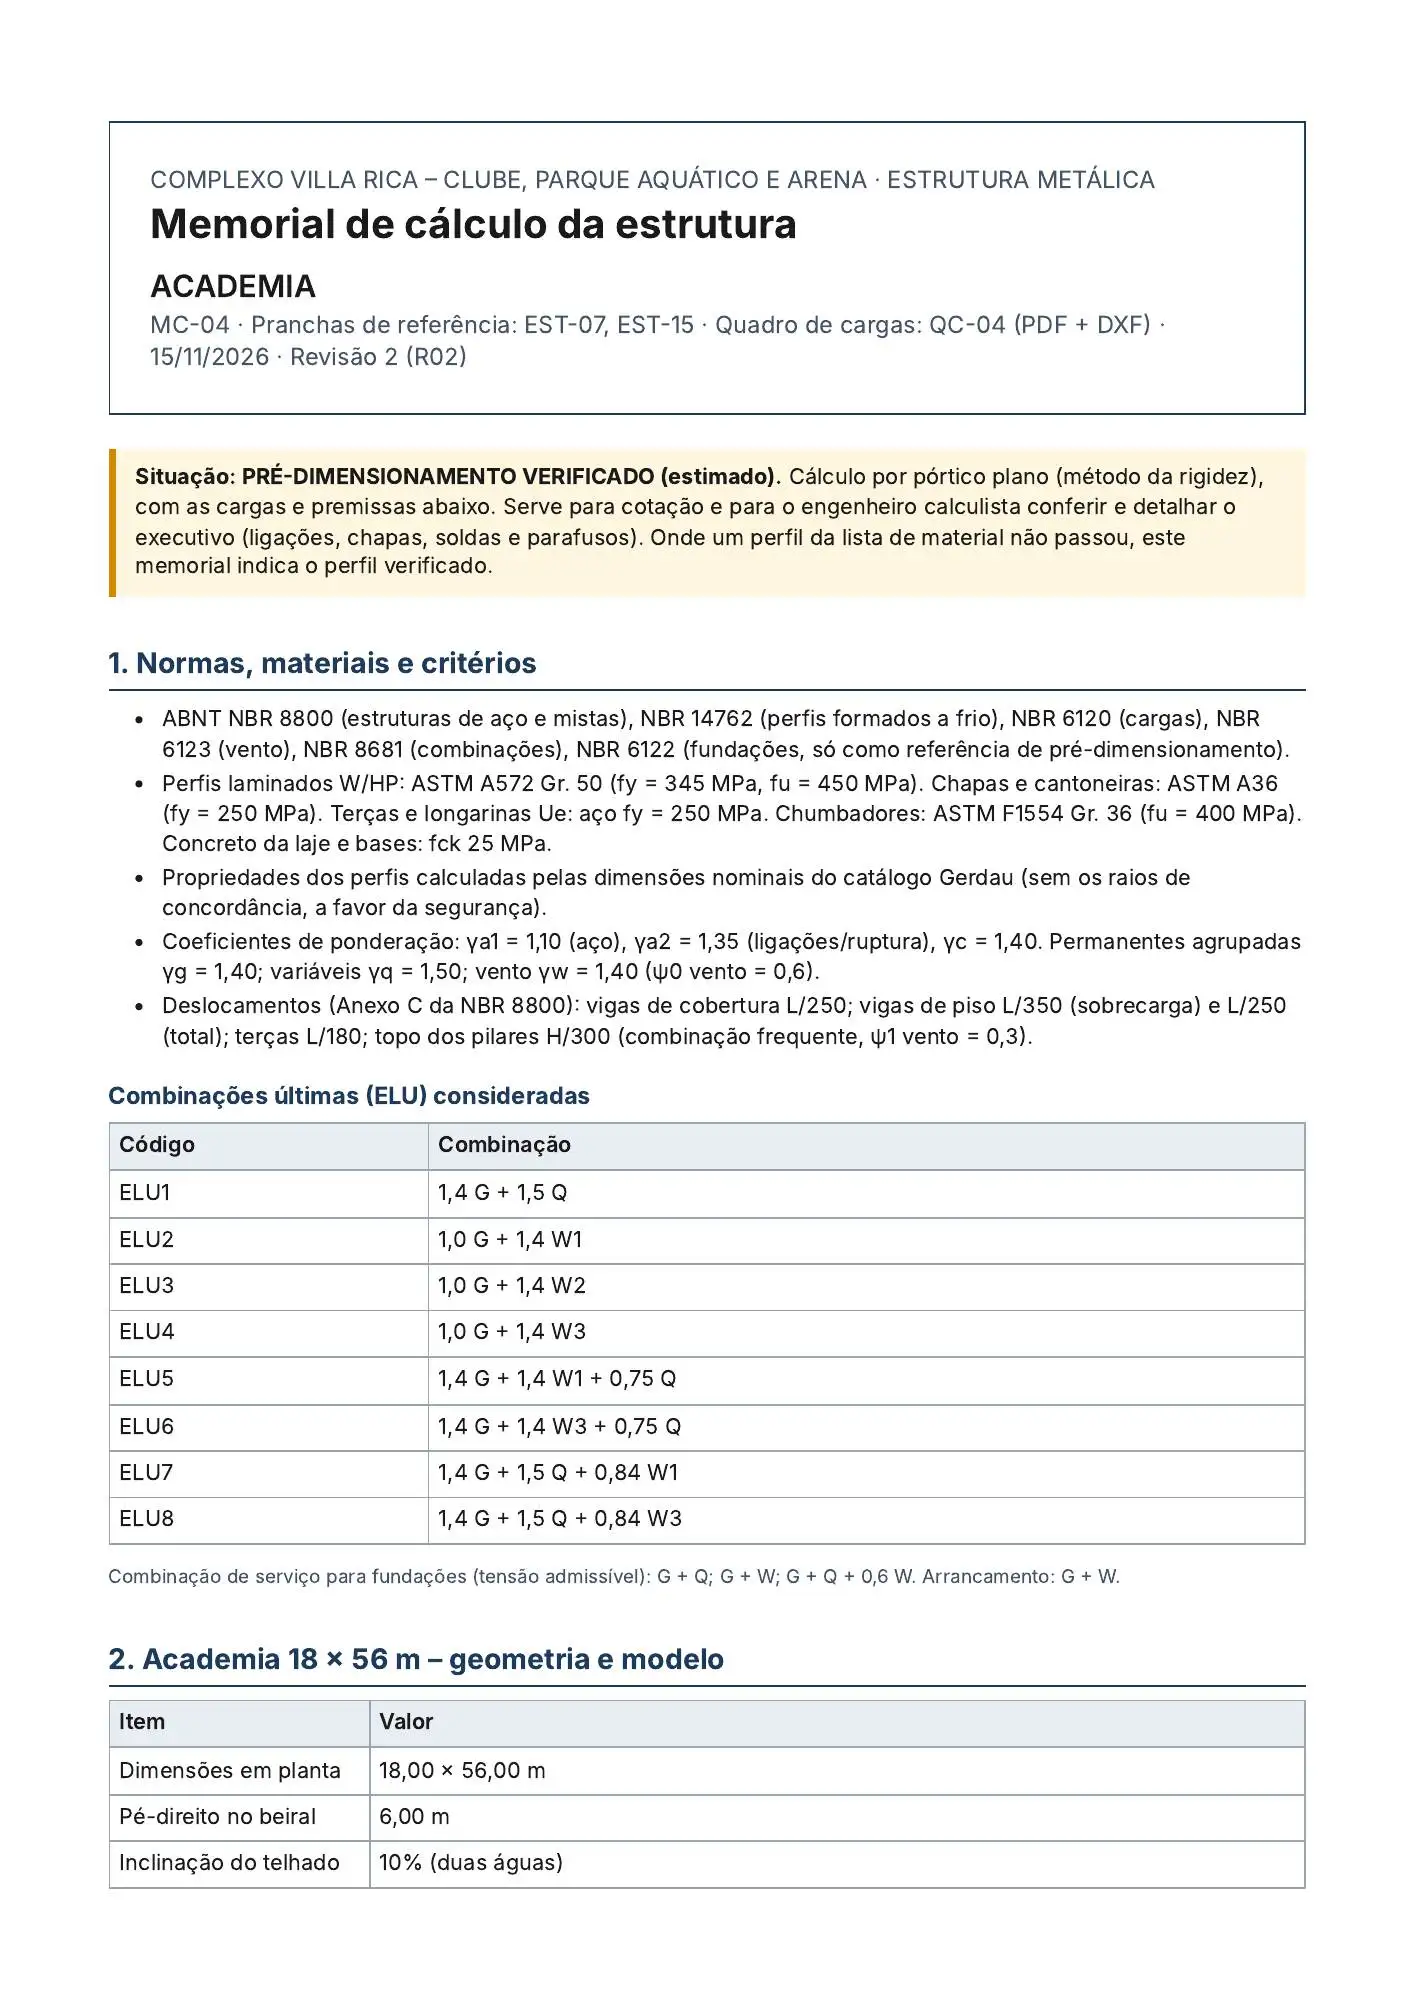 COMPLEXO VILLA RICA – CLUBE, PARQUE AQUÁTICO E ARENA · ESTRUTURA METÁLICA
Memorial de cálculo da estrutura
ACADEMIA
MC-04 · Pranchas de referência: EST-07, EST-15 · Quadro de cargas: QC-04 (PDF + DXF) ·
15/11/2026 · Revisão 2 (R02)
Situação: PRÉ-DIMENSIONAMENTO VERIFICADO (estimado). Cálculo por pórtico plano (método da rigidez),
com as cargas e premissas abaixo. Serve para cotação e para o engenheiro calculista conferir e detalhar o
executivo (ligações, chapas, soldas e parafusos). Onde um perfil da lista de material não passou, este
memorial indica o perfil verificado.
1. Normas, materiais e critérios
• ABNT NBR 8800 (estruturas de aço e mistas), NBR 14762 (perfis formados a frio), NBR 6120 (cargas), NBR
6123 (vento), NBR 8681 (combinações), NBR 6122 (fundações, só como referência de pré-dimensionamento).
• Perfis laminados W/HP: ASTM A572 Gr. 50 (fy = 345 MPa, fu = 450 MPa). Chapas e cantoneiras: ASTM A36
(fy = 250 MPa). Terças e longarinas Ue: aço fy = 250 MPa. Chumbadores: ASTM F1554 Gr. 36 (fu = 400 MPa).
Concreto da laje e bases: fck 25 MPa.
• Propriedades dos perfis calculadas pelas dimensões nominais do catálogo Gerdau (sem os raios de
concordância, a favor da segurança).
• Coeficientes de ponderação: γa1 = 1,10 (aço), γa2 = 1,35 (ligações/ruptura), γc = 1,40. Permanentes agrupadas
γg = 1,40; variáveis γq = 1,50; vento γw = 1,40 (ψ0 vento = 0,6).
• Deslocamentos (Anexo C da NBR 8800): vigas de cobertura L/250; vigas de piso L/350 (sobrecarga) e L/250
(total); terças L/180; topo dos pilares H/300 (combinação frequente, ψ1 vento = 0,3).
Combinações últimas (ELU) consideradas
Código Combinação
ELU1 1,4 G + 1,5 Q
ELU2 1,0 G + 1,4 W1
ELU3 1,0 G + 1,4 W2
ELU4 1,0 G + 1,4 W3
ELU5 1,4 G + 1,4 W1 + 0,75 Q
ELU6 1,4 G + 1,4 W3 + 0,75 Q
ELU7 1,4 G + 1,5 Q + 0,84 W1
ELU8 1,4 G + 1,5 Q + 0,84 W3
Combinação de serviço para fundações (tensão admissível): G + Q; G + W; G + Q + 0,6 W. Arrancamento: G + W.
2. Academia 18 × 56 m – geometria e modelo
Item Valor
Dimensões em planta 18,00 × 56,00 m
Pé-direito no beiral 6,00 m
Inclinação do telhado 10% (duas águas)